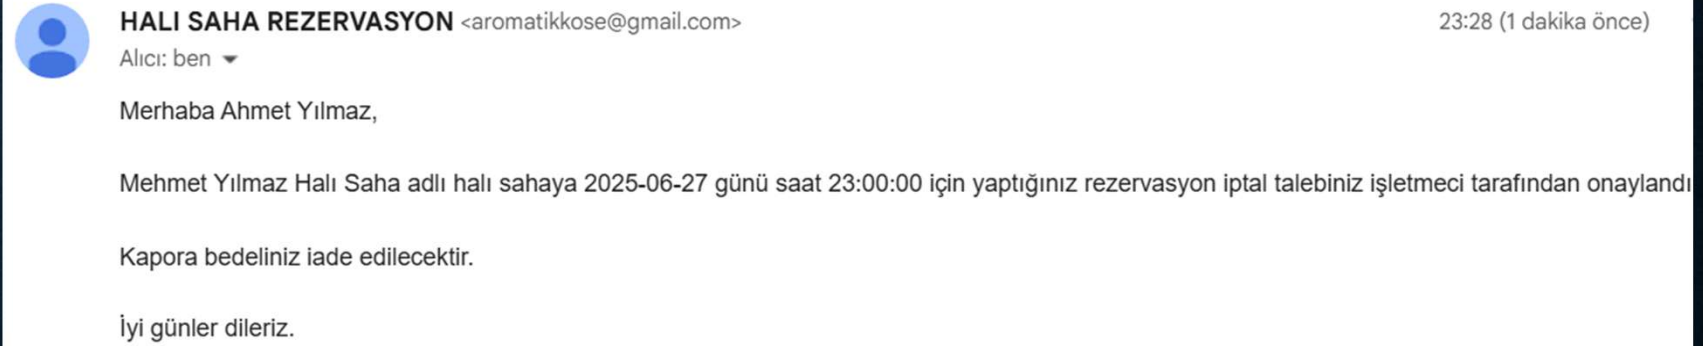 HALI SAHA REZERVASYON <aromatikkose@gmail.com> 23:28 (1 dakika önce)
Alıcı: ben
Merhaba Ahmet Yılmaz,
Mehmet Yılmaz Halı Saha adlı halı sahaya 2025-06-27 günü saat 23:00:00 için yaptığınız rezervasyon iptal talebiniz işletmeci tarafından onaylandı
Kapora bedeliniz iade edilecektir.
İyi günler dileriz.